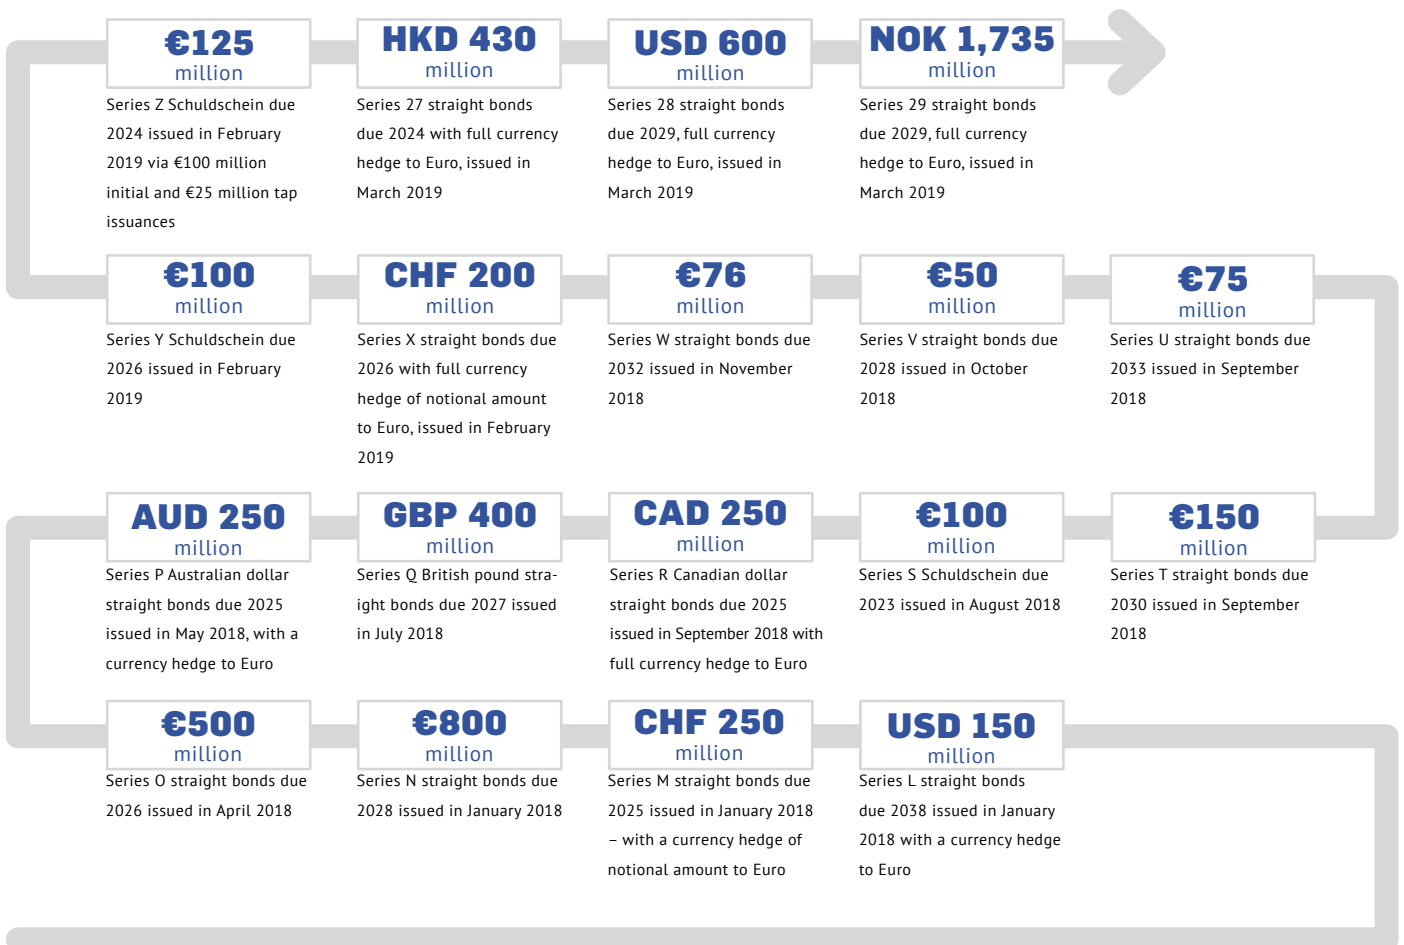 €125
million
Series Z Schuldschein due
2024 issued in February
2019 via €100 million
initial and €25 million tap
issuances
HKD 430
million
Series 27 straight bonds
due 2024 with full currency
hedge to Euro, issued in
March 2019
USD 600
million
Series 28 straight bonds
due 2029, full currency
hedge to Euro, issued in
March 2019
NOK 1,735
million
Series 29 straight bonds
due 2029, full currency
hedge to Euro, issued in
March 2019
€100
million
Series Y Schuldschein due
2026 issued in February
2019
CHF 200
million
Series X straight bonds due
2026 with full currency
hedge of notional amount
to Euro, issued in February
2019
€76
million
Series W straight bonds due
2032 issued in November
2018
€50
million
Series V straight bonds due
2028 issued in October
2018
€75
million
Series U straight bonds due
2033 issued in September
2018
AUD 250
million
Series P Australian dollar
straight bonds due 2025
issued in May 2018, with a
currency hedge to Euro
GBP 400
million
Series Q British pound stra-
ight bonds due 2027 issued
in July 2018
CAD 250
million
Series R Canadian dollar
straight bonds due 2025
issued in September 2018 with
full currency hedge to Euro
€100
million
Series S Schuldschein due
2023 issued in August 2018
€150
million
Series T straight bonds due
2030 issued in September
2018
€500
million
Series O straight bonds due
2026 issued in April 2018
€800
million
Series N straight bonds due
2028 issued in January 2018
CHF 250
million
Series M straight bonds due
2025 issued in January 2018
– with a currency hedge of
notional amount to Euro
USD 150
million
Series L straight bonds
due 2038 issued in January
2018 with a currency hedge
to Euro